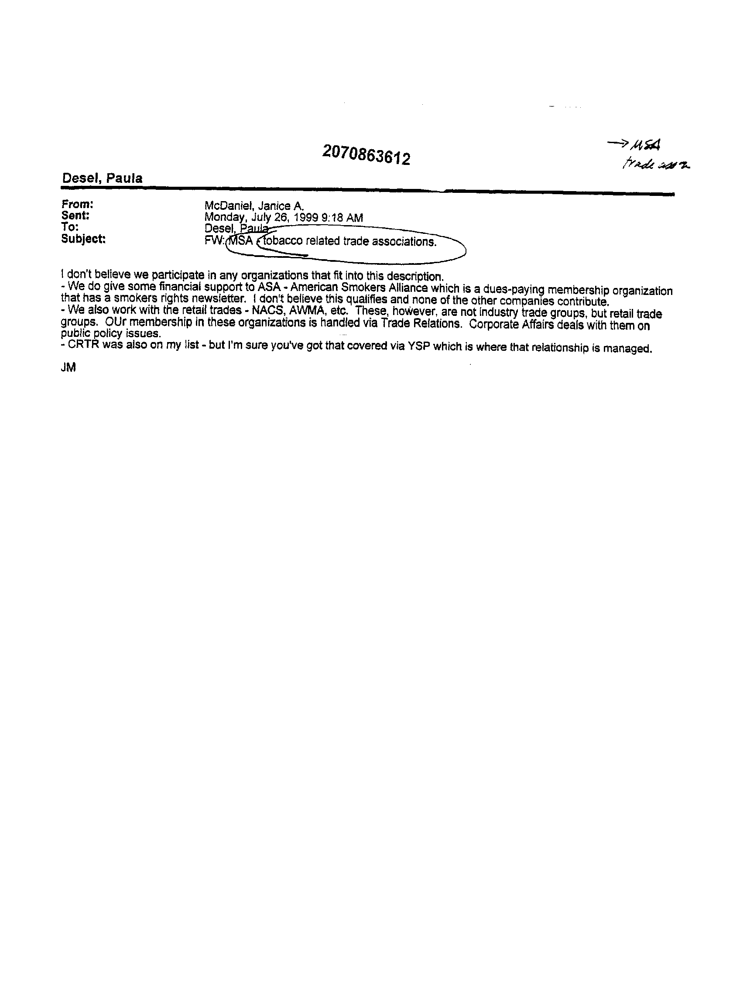 → MSA
trade
2070863612
Desel, Paula
From: McDaniel, Janice A.
Sent: Monday, July 26, 1999 9:18 AM
To: Desel, Paula
Subject: FW: MSA tobacco related trade associations.
I don't believe we participate in any organizations that fit into this description.
- We do give some financial support to ASA - American Smokers Alliance which is a dues-paying membership organization
that has a smokers rights newsletter. I don't believe this qualifies and none of the other companies contribute.
- We also work with the retail trades - NACS, AWMA, etc. These, however, are not industry trade groups, but retail trade
groups. OUr membership in these organizations is handled via Trade Relations. Corporate Affairs deals with them on
public policy issues.
- CRTR was also on my list - but I'm sure you've got that covered via YSP which is where that relationship is managed.
JM